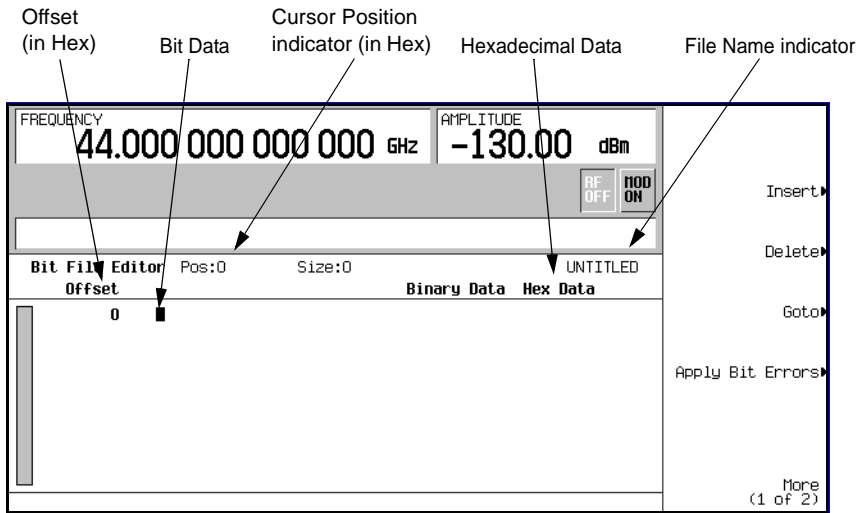 Offset
(in Hex)
Bit Data
Cursor Position
indicator (in Hex)
Hexadecimal Data
File Name indicator
FREQUENCY
44.000 000 000 000 GHz
AMPLITUDE
-130.00 dBm
RF
OFF
MOD
ON
Bit File Editor Pos:0 Size:0 UNTITLED
Offset Binary Data Hex Data
0
Insert
Delete
Goto
Apply Bit Errors
More
(1 of 2)